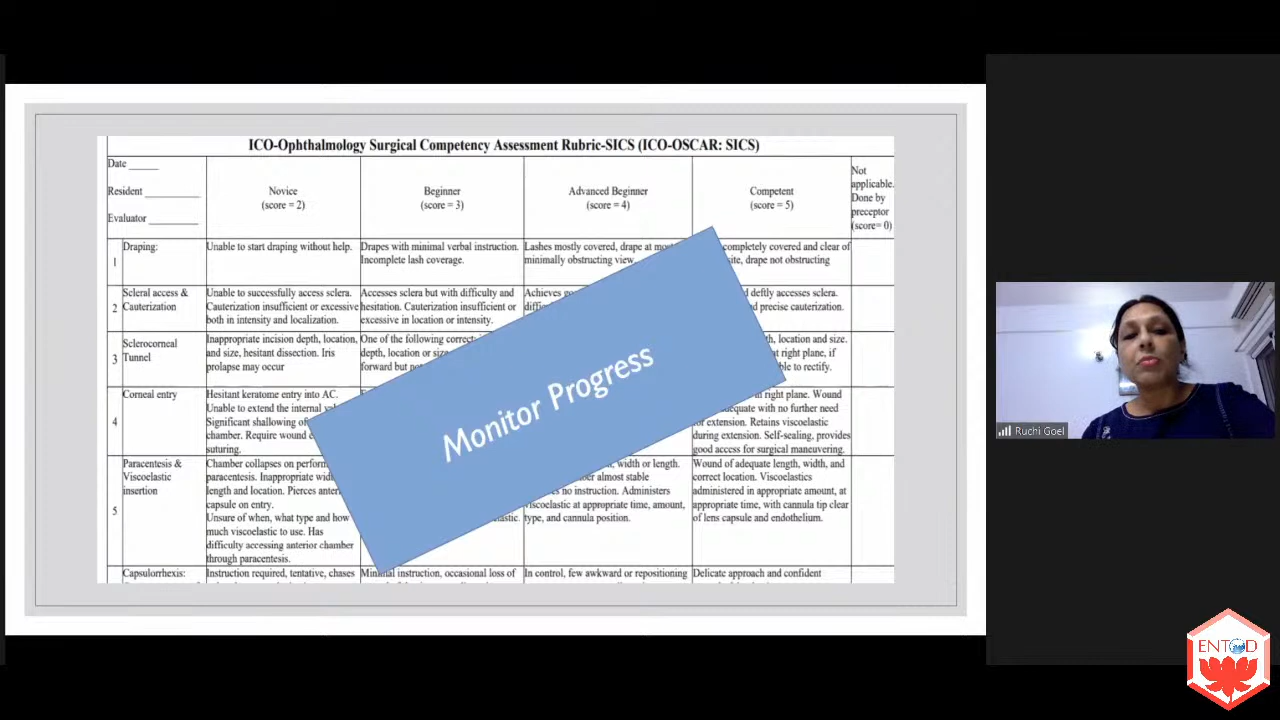 ICO-Ophthalmology Surgical Competency Assessment Rubric-SICS (ICO-OSCAR: SICS)
Date
Resident
Evaluator
Novice
(score = 2)
Beginner
(score = 3)
Advanced Beginner
(score = 4)
Competent
(score = 5)
Not
applicable.
Done by
preceptor
(score= 0)
1
Draping:
Unable to start draping without help.
Drapes with minimal verbal instruction.
Incomplete lash coverage.
Lashes mostly covered, drape at most
minimally obstructing view.
completely covered and clear of
drape not obstructing
2
Scleral access &
Cauterization
Unable to successfully access sclera.
Cauterization insufficient or excessive
both in intensity and localization.
Accesses sclera but with difficulty and
hesitation. Cauterization insufficient or
excessive in location or intensity.
Achieves
deftly accesses sclera.
precise cauterization.
3
Sclerocorneal
Tunnel
Inappropriate incision depth, location,
and size, hesitant dissection. Iris
prolapse may occur
One of the following correct:
depth, location or
forward but
location and size.
at right plane, if
to rectify.
4
Corneal entry
Hesitant keratome entry into AC.
Unable to extend the internal
Significant shallowing of
chamber. Require wound
suturing.
right plane. Wound
with no further need
for extension. Retains viscoelastic
during extension. Self-sealing, provides
good access for surgical maneuvering.
5
Paracentesis &
Viscoelastic
insertion
Chamber collapses on
paracentesis. Inappropriate
length and location. Pierces
capsule on entry.
Unsure of when, what type and how
much viscoelastic to use. Has
difficulty accessing anterior chamber
through paracentesis.
width or length.
almost stable
no instruction. Administers
viscoelastic at appropriate time, amount,
type, and cannula position.
Wound of adequate length, width, and
correct location. Viscoelastics
administered in appropriate amount, at
appropriate time, with cannula tip clear
of lens capsule and endothelium.
Capsulorrhexis:
Instruction required, tentative, chases
Minimal instruction, occasional loss of
In control, few awkward or repositioning
Delicate approach and confident
Monitor Progress
Ruchi Goel
ENTOD